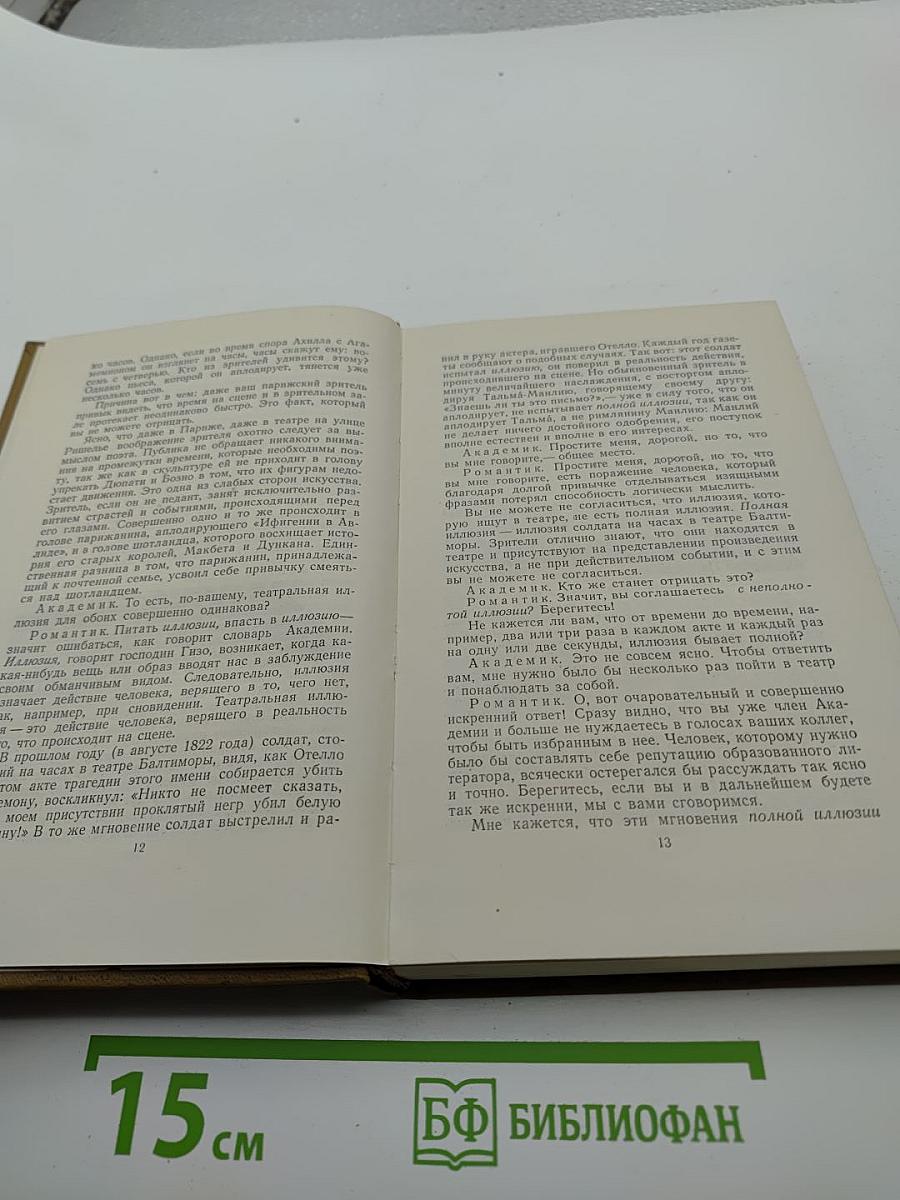 ко часов. Однако, если во время спора Ахилла с Ага-
мемноном он взглянет на часы, часы скажут ему: во-
семь с четвертью. Кто из зрителей удивится этому?
Однако пьеса, которой он аплодирует, тянется уже
несколько часов.
Причина вот в чем: даже ваш парижский зритель
привык видеть, что время на сцене и в зрительном за-
ле протекает неодинаково быстро. Это факт, который
вы не можете отрицать.
Ясно, что даже в Париже, даже в театре на улице
Ришелье воображение зрителя охотно следует за вы-
мыслом поэта. Публика не обращает никакого внима-
ния на промежутки времени, которые необходимы поэ-
ту, так же как в скульптуре ей не приходит в голову
упрекать Дюпати и Бозио в том, что их фигурам недо-
стает движения. Это одна из слабых сторон искусства.
Зритель, если он не педант, занят исключительно раз-
витием страстей и событиями, происходящими перед
его глазами. Совершенно одно и то же происходит в
голове парижанина, аплодирующего «Ифигении в Ав-
лиде», и в голове шотландца, которого восхищает исто-
рия его старых королей, Макбета и Дункана. Един-
ственная разница в том, что парижанин, принадлежа-
щий к почтенной семье, усвоил себе привычку смеять-
ся над шотландцем.
Академик. То есть, по-вашему, театральная ил-
люзия для обоих совершенно одинакова?
Романтик. Питать иллюзии, впасть в иллюзию—
значит ошибаться, как говорит словарь Академии.
Иллюзия, говорит господин Гизо, возникает, когда ка-
кая-нибудь вещь или образ вводят нас в заблуждение
своим обманчивым видом. Следовательно, иллюзия
значает действие человека, верящего в то, чего нет,
ак, например, при сновидении. Театральная иллю-
я — это действие человека, верящего в реальность
го, что происходит на сцене.
В прошлом году (в августе 1822 года) солдат, сто-
ий на часах в театре Балтиморы, видя, как Отелло
том акте трагедии этого имени собирается убить
емону, воскликнул: «Никто не посмеет сказать,
моем присутствии проклятый негр убил белую
ину!» В то же мгновение солдат выстрелил и ра-
12
нил в руку актера, игравшего Отелло. Каждый год газе-
ты сообщают о подобных случаях. Так вот: этот солдат
испытал иллюзию, он поверил в реальность действия,
происходившего на сцене. Но обыкновенный зритель в
минуту величайшего наслаждения, с восторгом апло-
дируя Тальма́-Манлию, говорящему своему другу:
«Знаешь ли ты это письмо?»,— уже в силу того, что он
аплодирует, не испытывает полной иллюзии, так как он
аплодирует Тальма́, а не римлянину Манлию: Манлий
не делает ничего достойного одобрения, его поступок
вполне естествен и вполне в его интересах.
Академик. Простите меня, дорогой, но то, что
вы мне говорите,— общее место.
Романтик. Простите меня, дорогой, но то, что
вы мне говорите, есть поражение человека, который
благодаря долгой привычке отделываться изящными
фразами потерял способность логически мыслить.
Вы не можете не согласиться, что иллюзия, кото-
рую ищут в театре, не есть полная иллюзия. Полная
иллюзия — иллюзия солдата на часах в театре Балти-
моры. Зрители отлично знают, что они находятся в
театре и присутствуют на представлении произведения
искусства, а не при действительном событии, и с этим
вы не можете не согласиться.
Академик. Кто же станет отрицать это?
Романтик. Значит, вы соглашаетесь с неполно-
той иллюзии? Берегитесь!
Не кажется ли вам, что от времени до времени, на-
пример, два или три раза в каждом акте и каждый раз
на одну или две секунды, иллюзия бывает полной?
Академик. Это не совсем ясно. Чтобы ответить
вам, мне нужно было бы несколько раз пойти в театр
и понаблюдать за собой.
Романтик. О, вот очаровательный и совершенно
искренний ответ! Сразу видно, что вы уже член Ака-
демии и больше не нуждаетесь в голосах ваших коллег,
чтобы быть избранным в нее. Человек, которому нужно
было бы составлять себе репутацию образованного ли-
тератора, всячески остерегался бы рассуждать так ясно
и точно. Берегитесь, если вы и в дальнейшем будете
так же искренни, мы с вами сговоримся.
Мне кажется, что эти мгновения полной иллюзии
13
15 см
БФ БИБЛИОФАН